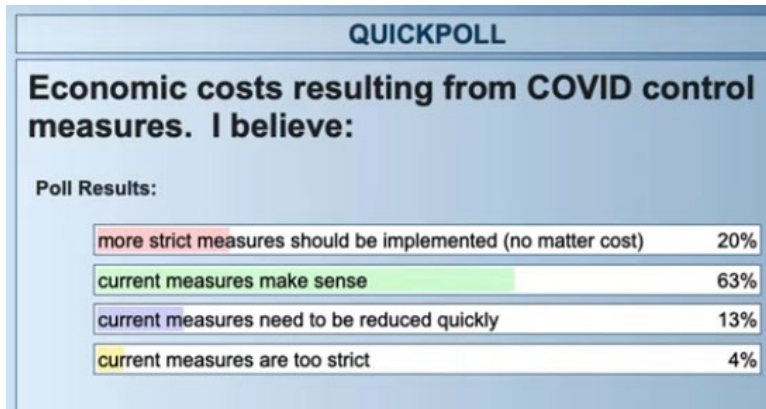 QUICKPOLL
Economic costs resulting from COVID control
measures. I believe:
Poll Results:
more strict measures should be implemented (no matter cost) 20%
current measures make sense 63%
current measures need to be reduced quickly 13%
current measures are too strict 4%